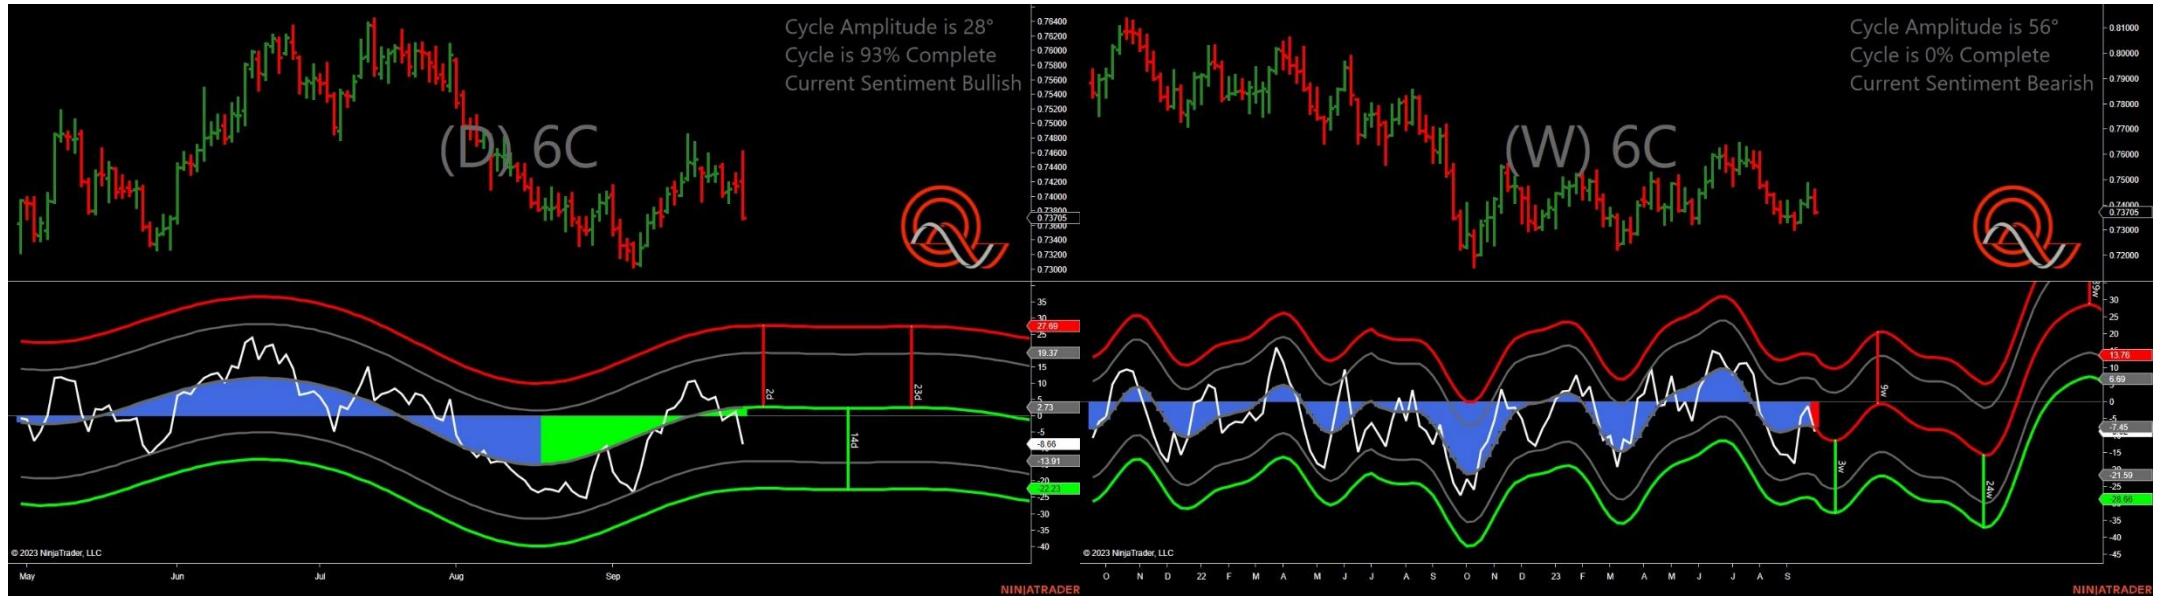 Cycle Amplitude is 28°
Cycle is 93% Complete
Current Sentiment Bullish
(D) 6C
0.76400
0.76200
0.76000
0.75600
0.75400
0.75200
0.75000
0.74600
0.74400
0.74200
0.73800
0.73705
0.73600
0.73400
0.73200
0.73000
35
30
27.69
19.37
15
10
5
2.73
0
-5
-8.66
-13.91
-20
-22.23
-25
-30
-35
-40
2d
14d
23d
© 2023 NinjaTrader, LLC
May
Jun
Jul
Aug
Sep
NINJATRADER
Cycle Amplitude is 56°
Cycle is 0% Complete
Current Sentiment Bearish
(W) 6C
0.81000
0.80000
0.79000
0.78000
0.77000
0.76000
0.75000
0.74000
0.73705
0.73000
0.72000
30
25
20
13.76
6.69
0
-5
-7.45
-15
-21.59
-25
-28.66
-35
-40
-45
3w
9w
24w
39w
© 2023 NinjaTrader, LLC
O N D 22 F M A M J J A S O N D 23 F M A M J J A S
NINJATRADER